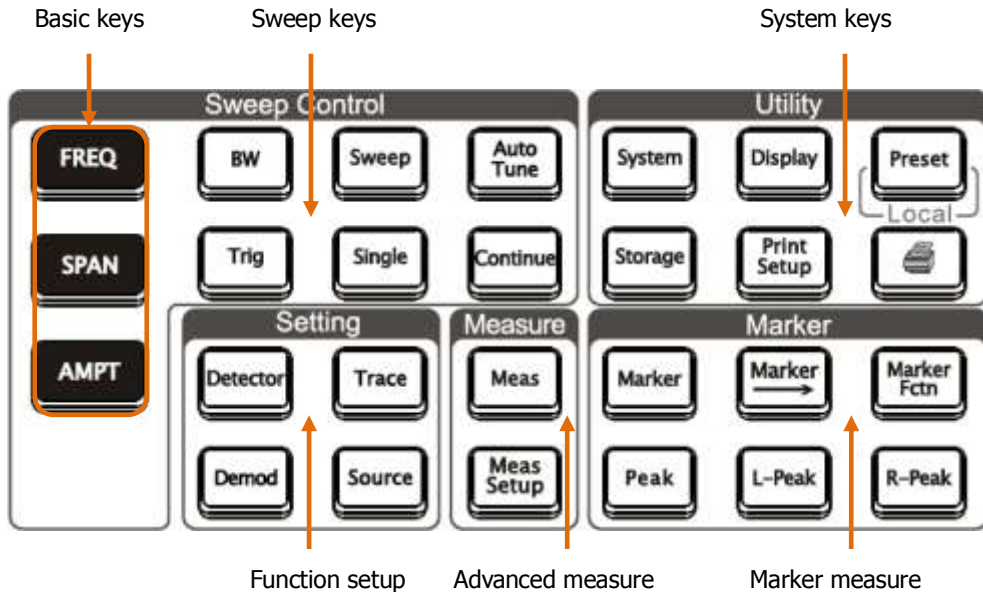 Basic keys
Sweep keys
System keys
Sweep Control
Utility
FREQ
BW
Sweep
Auto
Tune
System
Display
Preset
Local
SPAN
Trig
Single
Continue
Storage
Print
Setup
Setting
Measure
Marker
AMPT
Detector
Trace
Meas
Marker
Marker
Marker
Fctn
Demod
Source
Meas
Setup
Peak
L-Peak
R-Peak
Function setup
Advanced measure
Marker measure